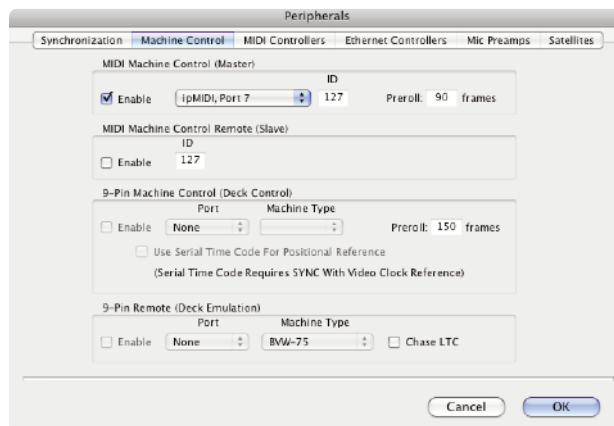 Peripherals
Synchronization Machine Control MIDI Controllers Ethernet Controllers Mic Preamps Satellites
MIDI Machine Control (Master)
ID
Enable ipMIDI, Port 7 127 Preroll: 90 frames
MIDI Machine Control Remote (Slave)
ID
Enable 127
9-Pin Machine Control (Deck Control)
Port Machine Type
Enable None Preroll: 150 frames
Use Serial Time Code For Positional Reference
(Serial Time Code Requires SYNC With Video Clock Reference)
9-Pin Remote (Deck Emulation)
Port Machine Type
Enable None BVW-75 Chase LTC
Cancel OK